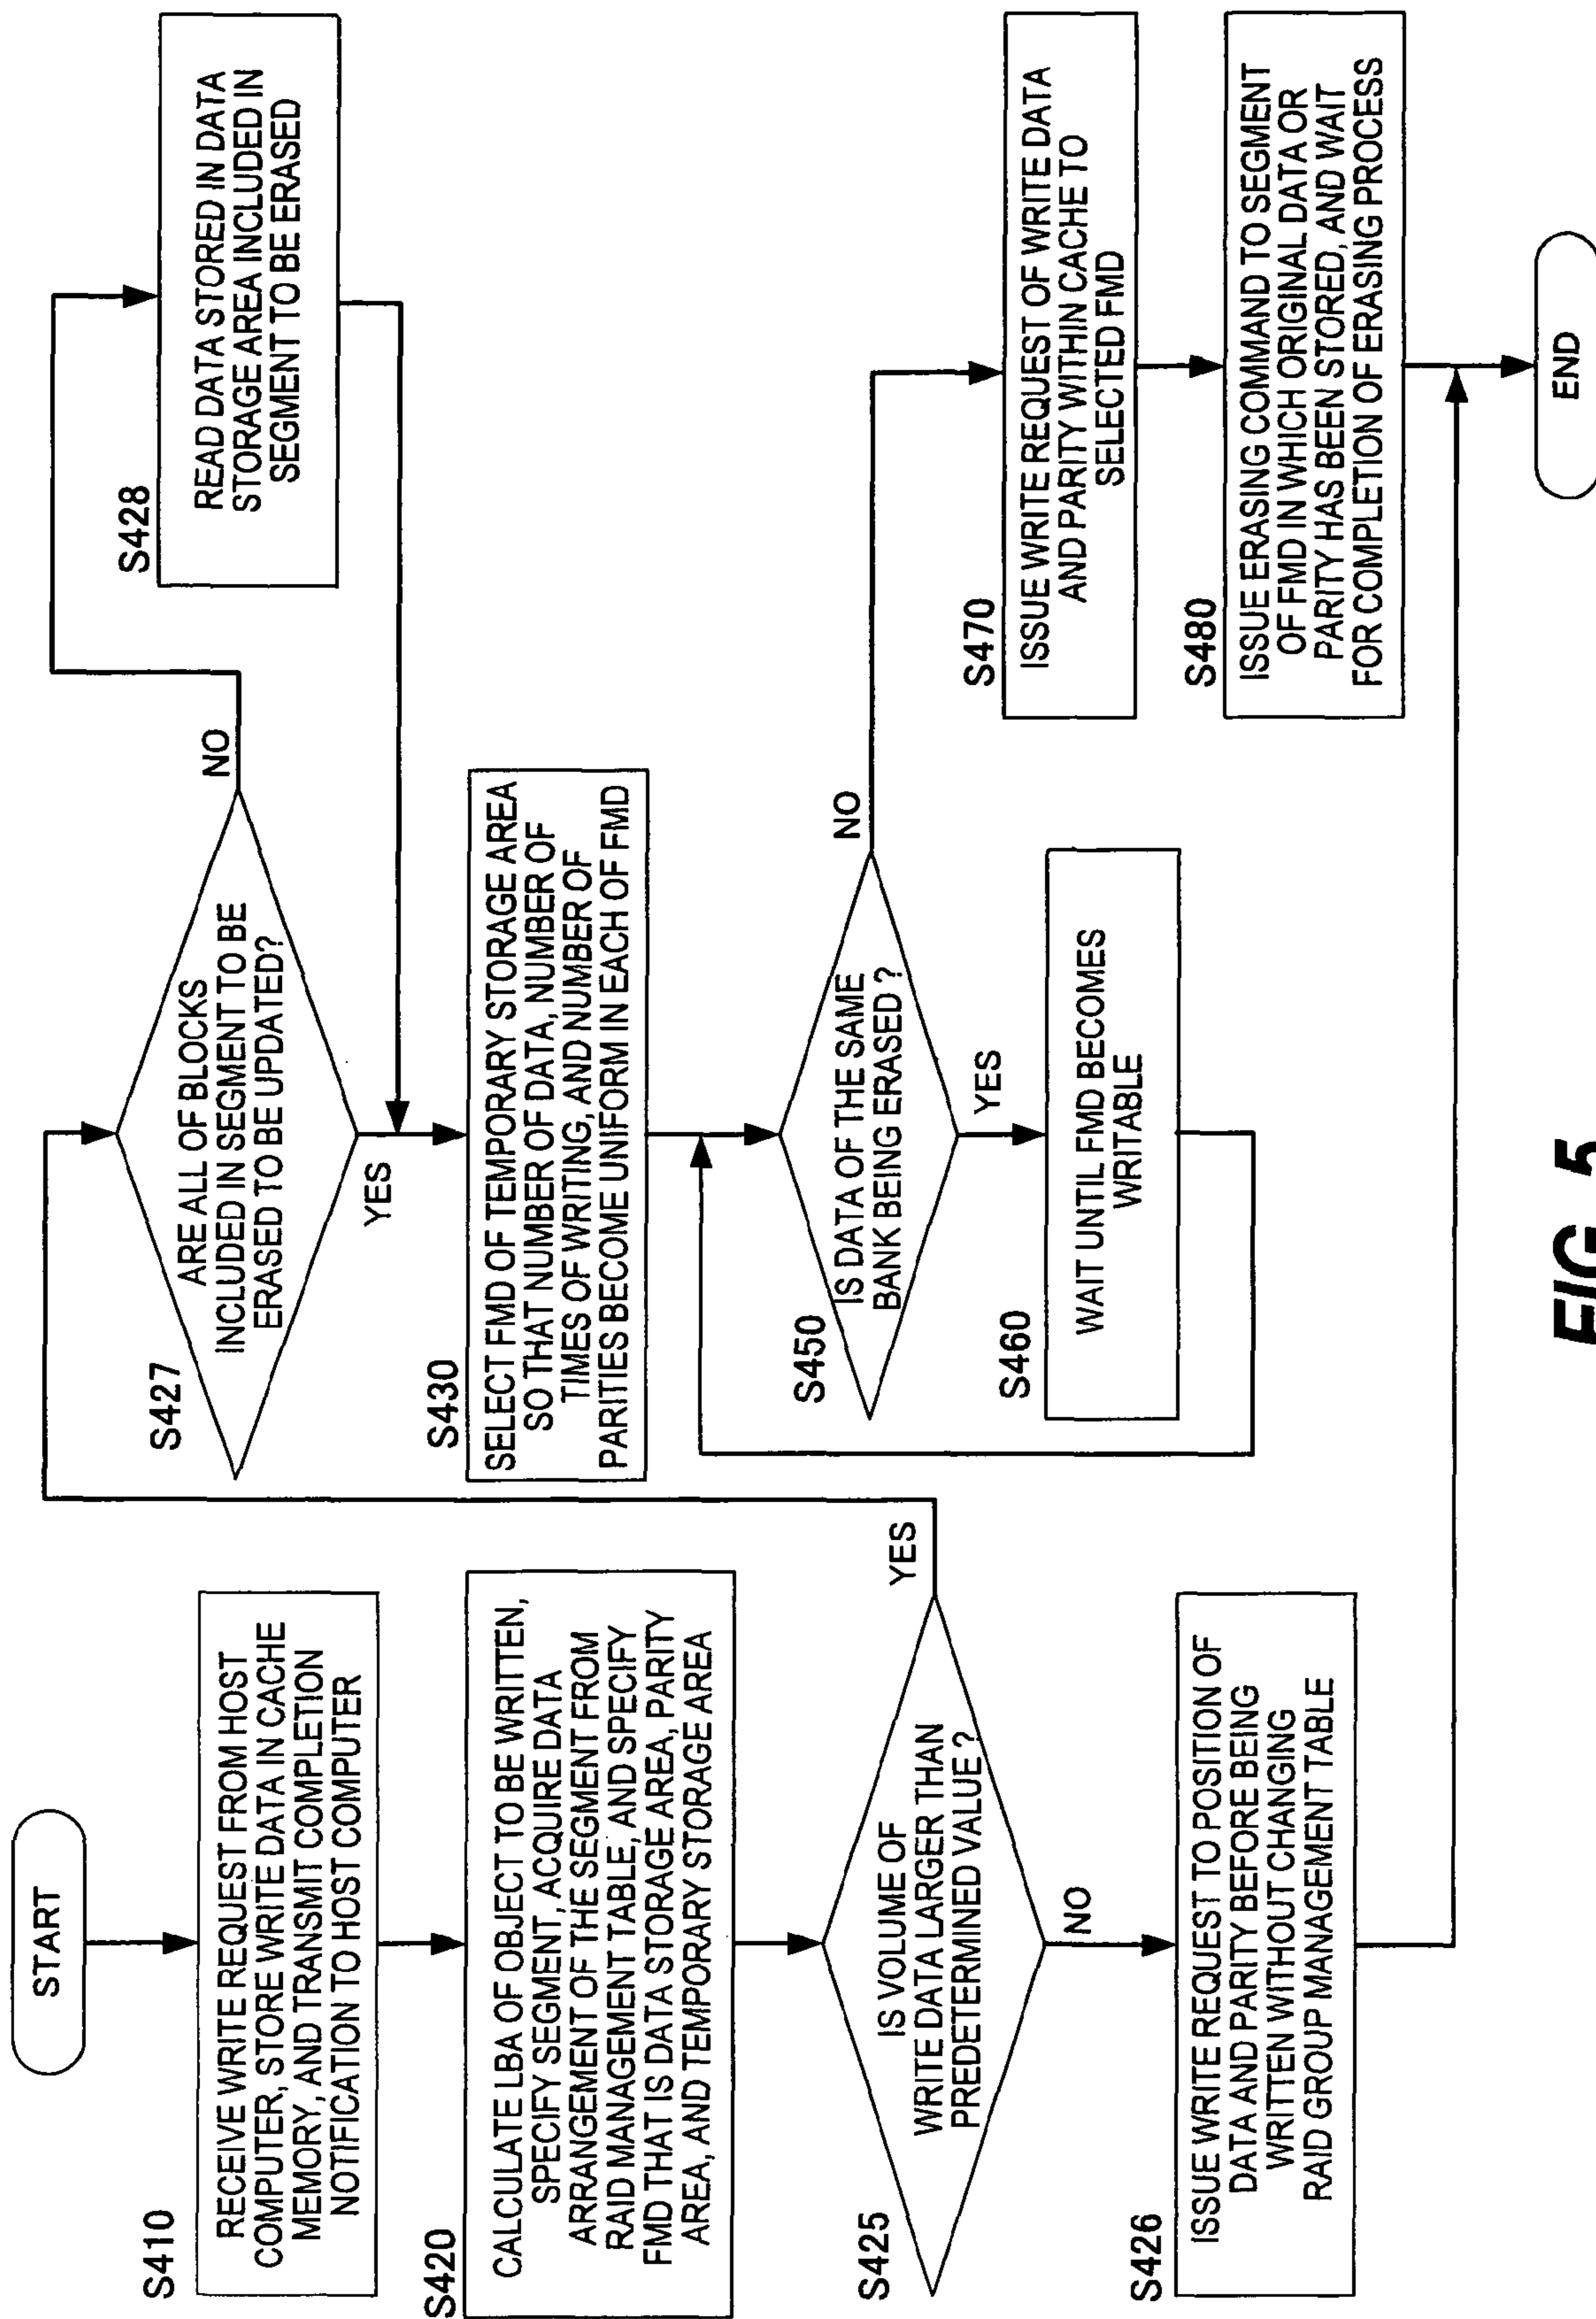 START
S410
RECEIVE WRITE REQUEST FROM HOST
COMPUTER, STORE WRITE DATA IN CACHE
MEMORY, AND TRANSMIT COMPLETION
NOTIFICATION TO HOST COMPUTER
S420
CALCULATE LBA OF OBJECT TO BE WRITTEN,
SPECIFY SEGMENT, ACQUIRE DATA
ARRANGEMENT OF THE SEGMENT FROM
RAID MANAGEMENT TABLE, AND SPECIFY
FMD THAT IS DATA STORAGE AREA, PARITY
AREA, AND TEMPORARY STORAGE AREA
S425
IS VOLUME OF
WRITE DATA LARGER THAN
PREDETERMINED VALUE ?
YES
NO
S426
ISSUE WRITE REQUEST TO POSITION OF
DATA AND PARITY BEFORE BEING
WRITTEN WITHOUT CHANGING
RAID GROUP MANAGEMENT TABLE
S427
ARE ALL OF BLOCKS
INCLUDED IN SEGMENT TO BE
ERASED TO BE UPDATED?
NO
YES
S428
READ DATA STORED IN DATA
STORAGE AREA INCLUDED IN
SEGMENT TO BE ERASED
S430
SELECT FMD OF TEMPORARY STORAGE AREA
SO THAT NUMBER OF DATA, NUMBER OF
TIMES OF WRITING, AND NUMBER OF
PARITIES BECOME UNIFORM IN EACH OF FMD
S450
IS DATA OF THE SAME
BANK BEING ERASED ?
NO
YES
S460
WAIT UNTIL FMD BECOMES
WRITABLE
S470
ISSUE WRITE REQUEST OF WRITE DATA
AND PARITY WITHIN CACHE TO
SELECTED FMD
S480
ISSUE ERASING COMMAND TO SEGMENT
OF FMD IN WHICH ORIGINAL DATA OR
PARITY HAS BEEN STORED, AND WAIT
FOR COMPLETION OF ERASING PROCESS
END
FIG. 5